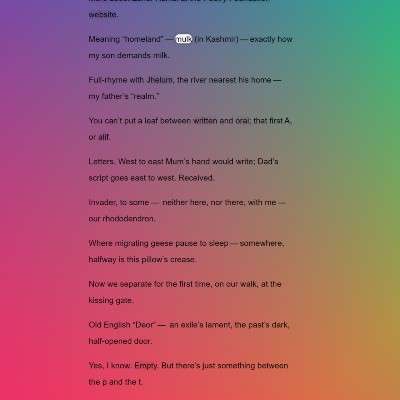 website.
Meaning “homeland” — mulk (in Kashmir) — exactly how
my son demands milk.
Full-rhyme with Jhelum, the river nearest his home —
my father’s “realm.”
You can’t put a leaf between written and oral; that first A,
or alif.
Letters. West to east Mum’s hand would write; Dad’s
script goes east to west. Received.
Invader, to some — neither here, nor there, with me —
our rhododendron.
Where migrating geese pause to sleep — somewhere,
halfway is this pillow’s crease.
Now we separate for the first time, on our walk, at the
kissing gate.
Old English “Deor” — an exile’s lament, the past’s dark,
half-opened door.
Yes, I know. Empty. But there’s just something between
the p and the t.